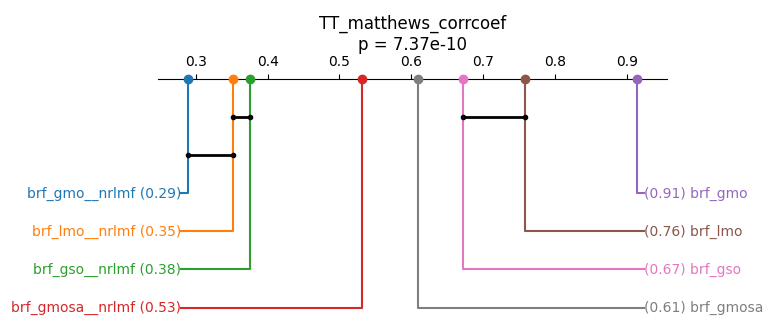 TT_matthews_corrcoef
p = 7.37e-10
0.3 0.4 0.5 0.6 0.7 0.8 0.9
brf_gmo__nrlmf (0.29) (0.91) brf_gmo
brf_lmo__nrlmf (0.35) (0.76) brf_lmo
brf_gso__nrlmf (0.38) (0.67) brf_gso
brf_gmosa__nrlmf (0.53) (0.61) brf_gmosa